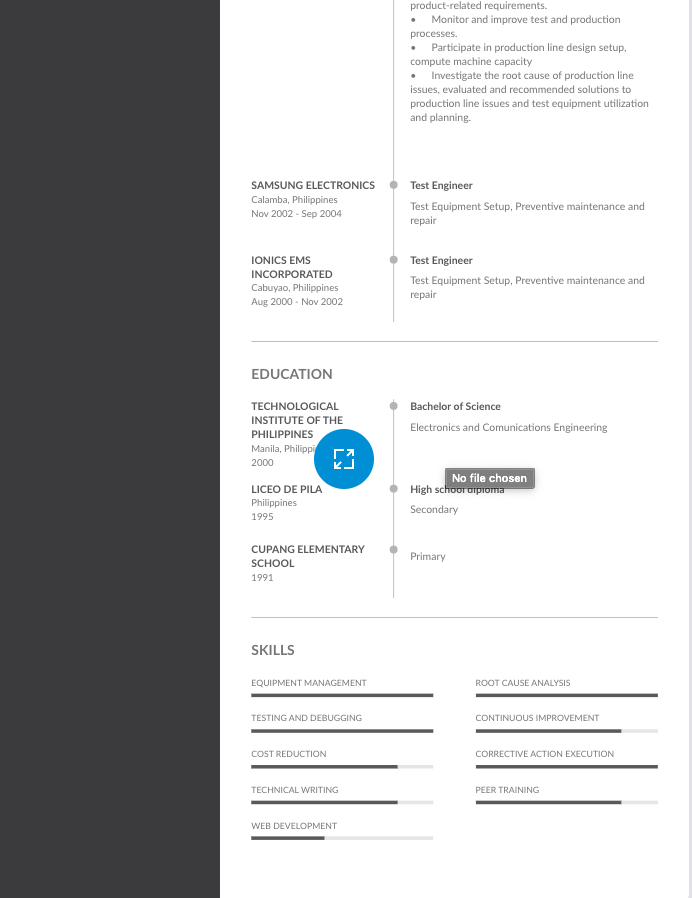 product-related requirements.
• Monitor and improve test and production
processes.
• Participate in production line design setup,
compute machine capacity
• Investigate the root cause of production line
issues, evaluated and recommended solutions to
production line issues and test equipment utilization
and planning.
SAMSUNG ELECTRONICS
Calamba, Philippines
Nov 2002 - Sep 2004
Test Engineer
Test Equipment Setup, Preventive maintenance and
repair
IONICS EMS
INCORPORATED
Cabuyao, Philippines
Aug 2000 - Nov 2002
Test Engineer
Test Equipment Setup, Preventive maintenance and
repair
EDUCATION
TECHNOLOGICAL
INSTITUTE OF THE
PHILIPPINES
Manila,
2000
Bachelor of Science
Electronics and Comunications Engineering
No file chosen
LICEO DE PILA
Philippines
1995
High school diploma
Secondary
CUPANG ELEMENTARY
SCHOOL
1991
Primary
SKILLS
EQUIPMENT MANAGEMENT
ROOT CAUSE ANALYSIS
TESTING AND DEBUGGING
CONTINUOUS IMPROVEMENT
COST REDUCTION
CORRECTIVE ACTION EXECUTION
TECHNICAL WRITING
PEER TRAINING
WEB DEVELOPMENT